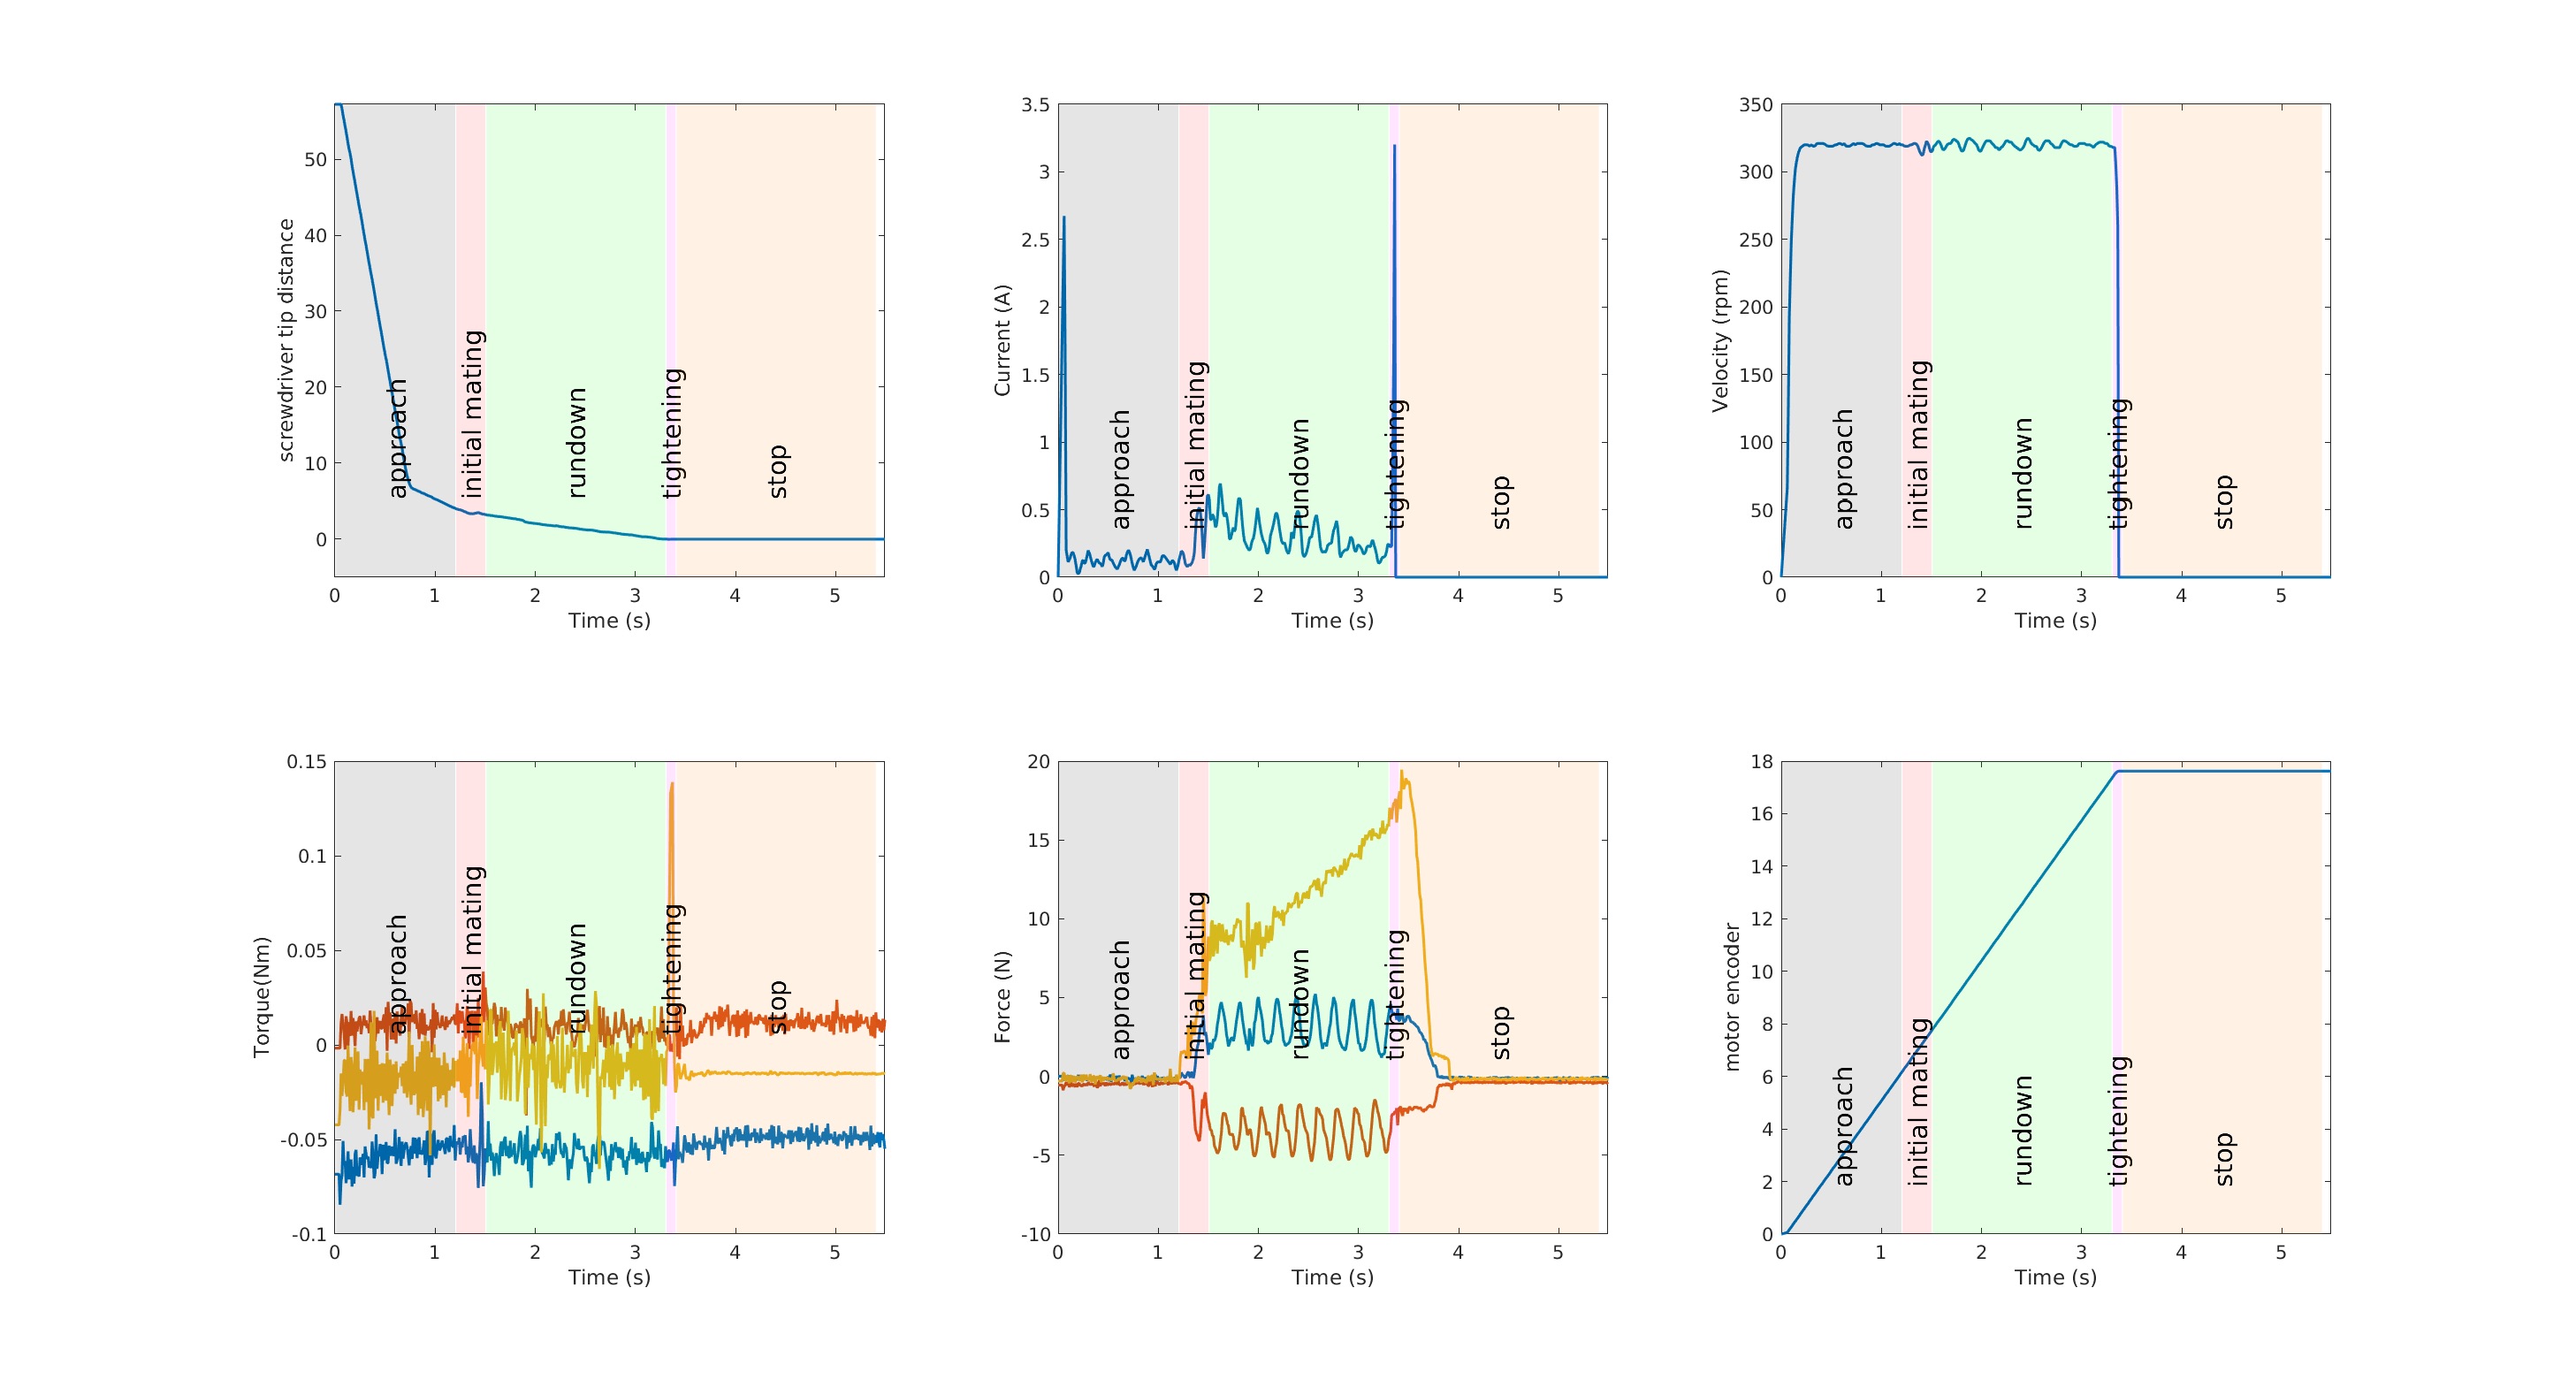 screwdriver tip distance
50
40
30
20
10
0
approach
initial mating
rundown
tightening
stop
0 1 2 3 4 5
Time (s)
Current (A)
3.5
3
2.5
2
1.5
1
0.5
0
approach
initial mating
rundown
tightening
stop
0 1 2 3 4 5
Time (s)
Velocity (rpm)
350
300
250
200
150
100
50
0
approach
initial mating
rundown
tightening
stop
0 1 2 3 4 5
Time (s)
Torque(Nm)
0.15
0.1
0.05
0
-0.05
-0.1
approach
initial mating
rundown
tightening
stop
0 1 2 3 4 5
Time (s)
Force (N)
20
15
10
5
0
-5
-10
approach
initial mating
rundown
tightening
stop
0 1 2 3 4 5
Time (s)
motor encoder
18
16
14
12
10
8
6
4
2
0
approach
initial mating
rundown
tightening
stop
0 1 2 3 4 5
Time (s)